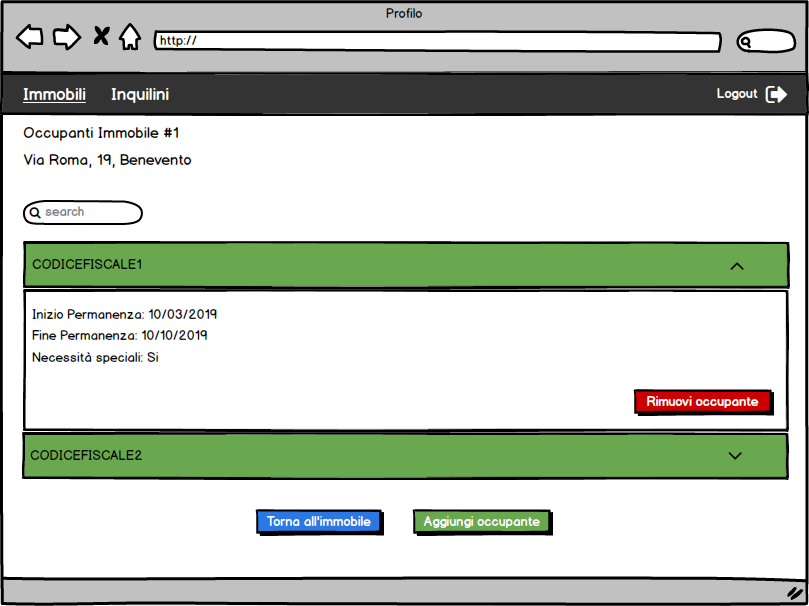 Profilo
http://
Immobili Inquilini Logout
Occupanti Immobile #1
Via Roma, 19, Benevento
search
CODICEFISCALE1
Inizio Permanenza: 10/03/2019
Fine Permanenza: 10/10/2019
Necessità speciali: Si
Rimuovi occupante
CODICEFISCALE2
Torna all'immobile Aggiungi occupante